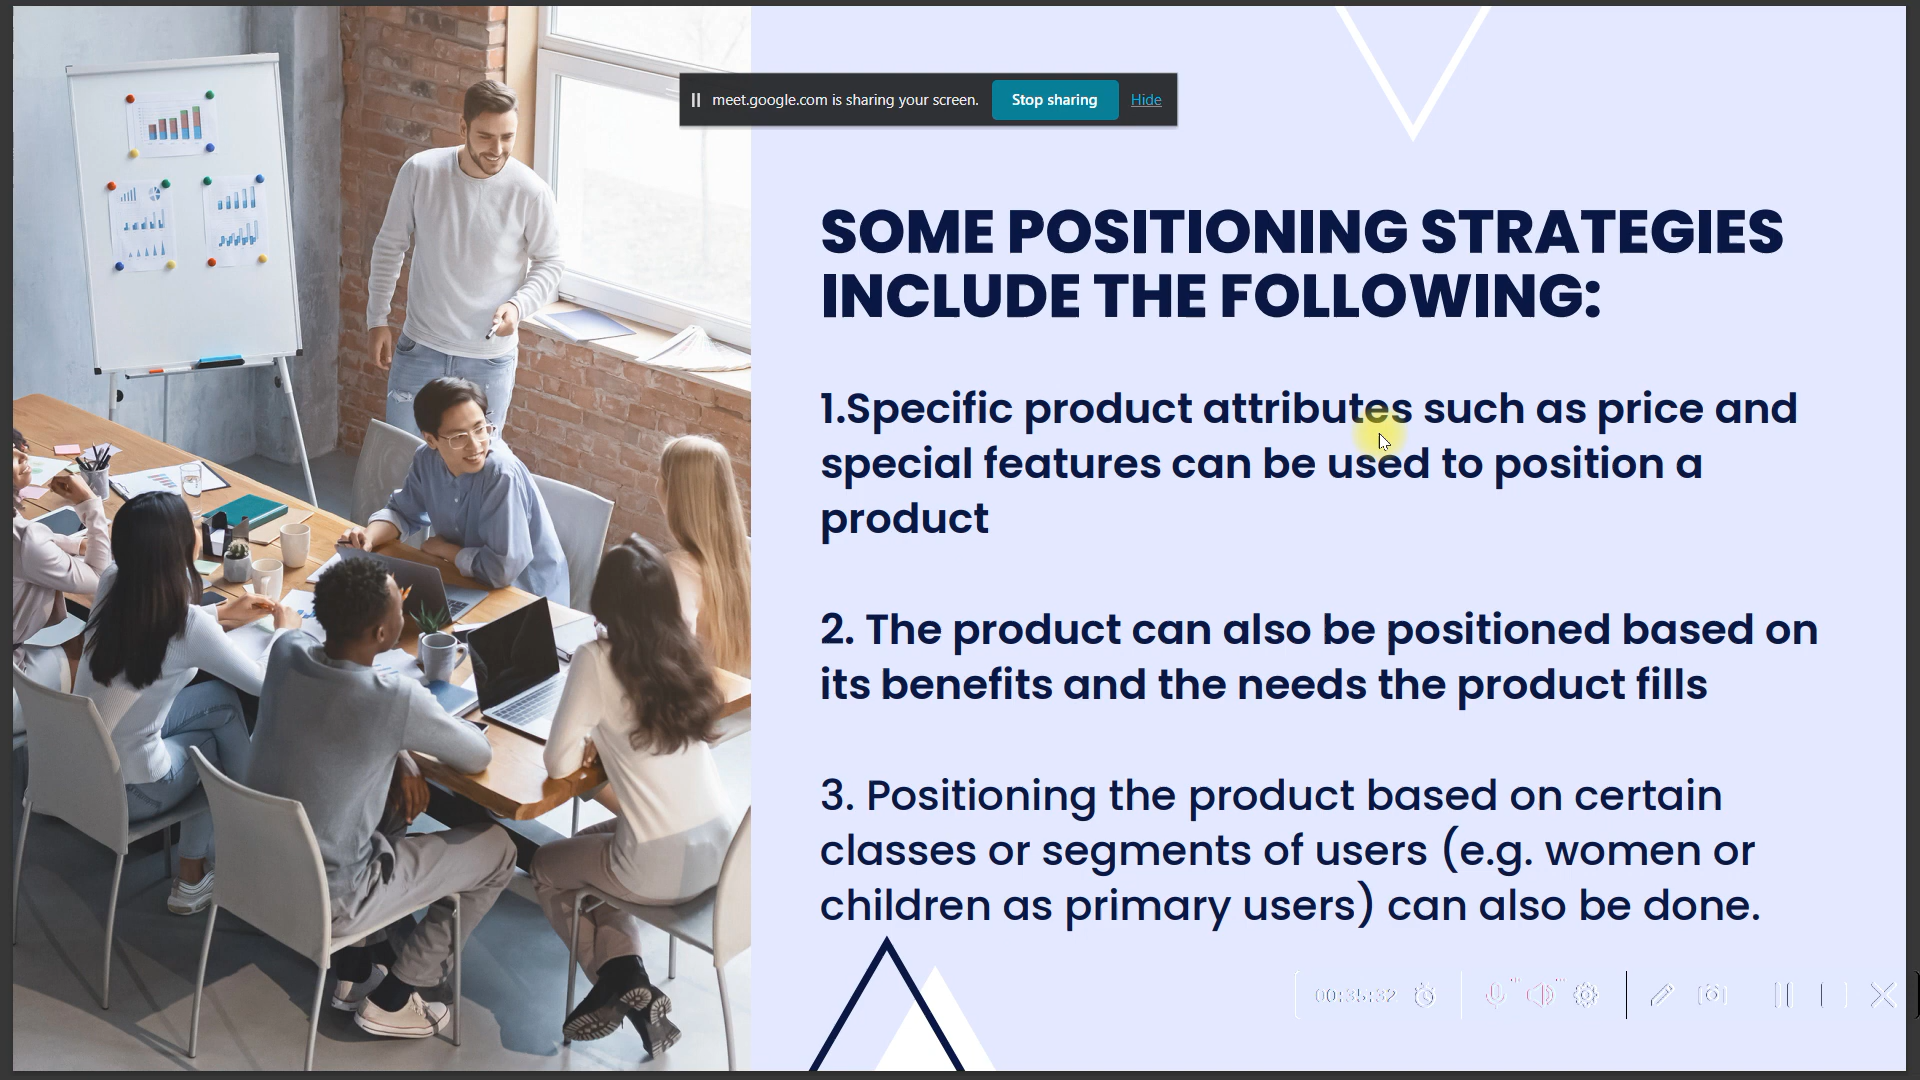 meet.google.com is sharing your screen. Stop sharing Hide
SOME POSITIONING STRATEGIES
INCLUDE THE FOLLOWING:
1.Specific product attributes such as price and
special features can be used to position a
product
2. The product can also be positioned based on
its benefits and the needs the product fills
3. Positioning the product based on certain
classes or segments of users (e.g. women or
children as primary users) can also be done.
00:35:32